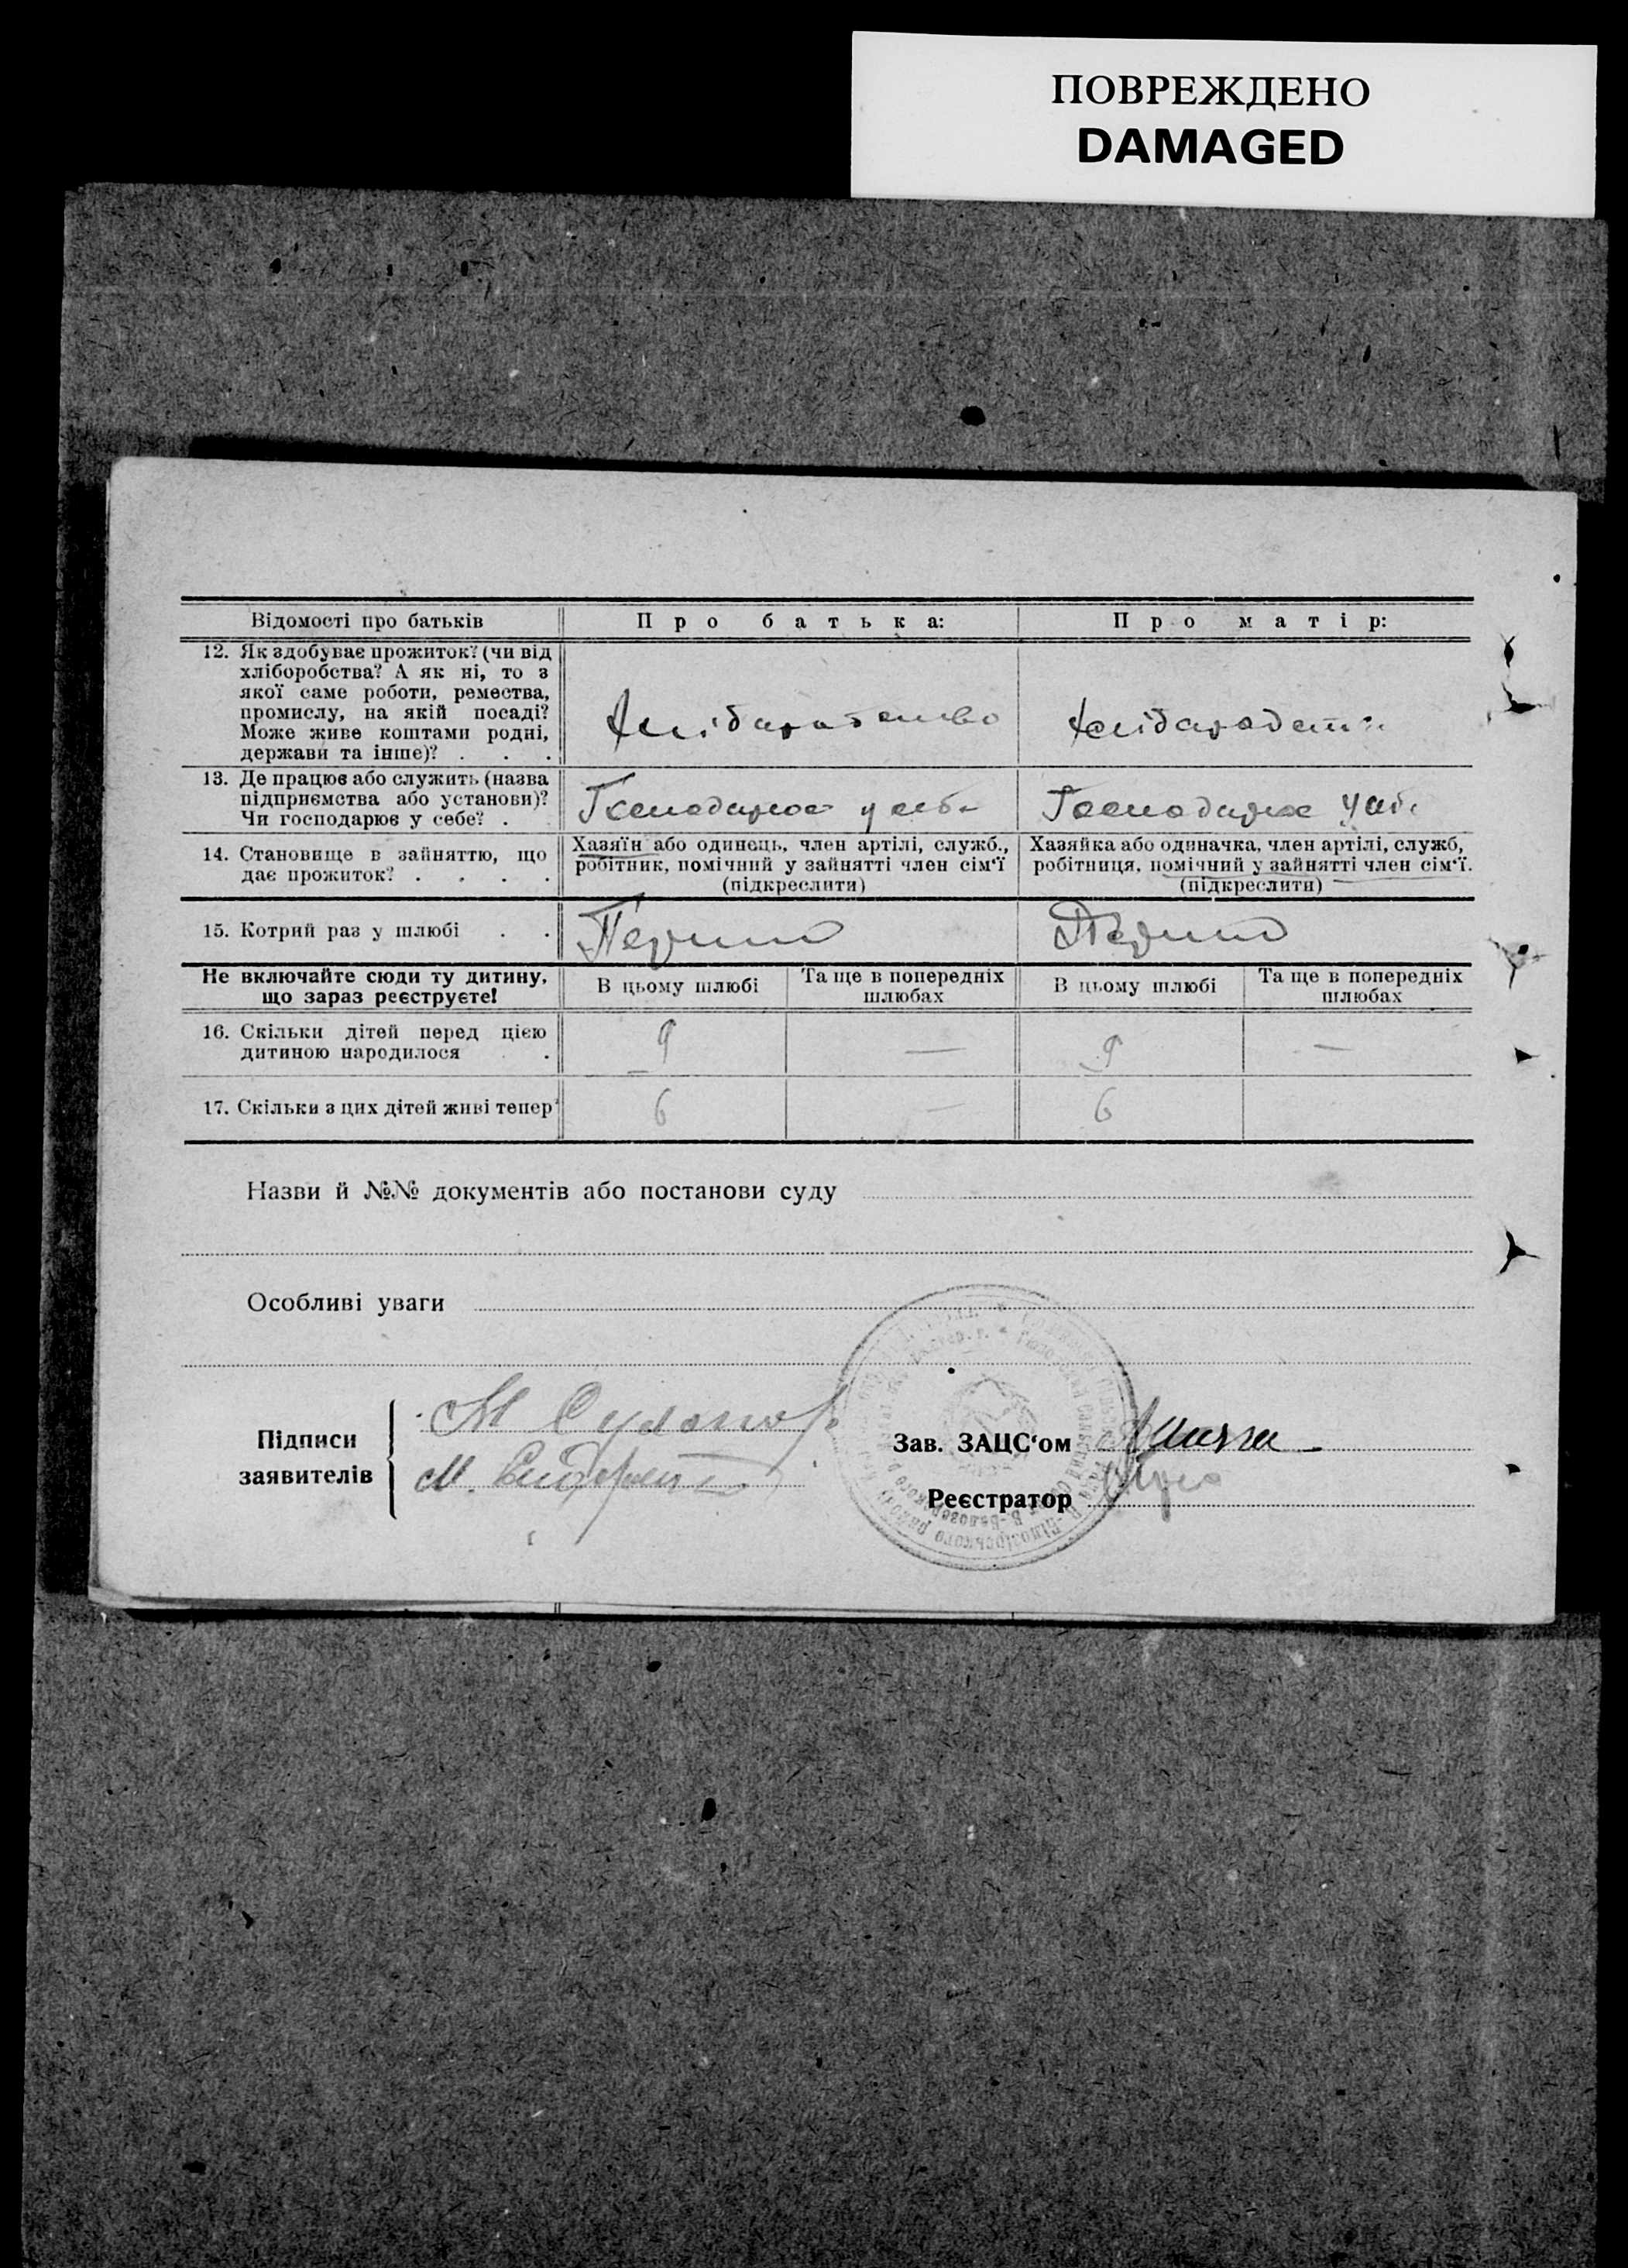 ПОВРЕЖДЕНО
DAMAGED
Відомості про батьків
Про батька:
Про матір:
12. Як здобуває прожиток? (чи від
хліборобства? А як ні, то з
якої саме роботи, ремества,
промислу, на якій посаді?
Може живе коштами родні,
держави та інше)? . . .
Хліборобство
13. Де працює або служить (назва
підприємства або установи)?
Чи господарює у себе? .
Господарює у себе
Господарює у себе
14. Становище в зайняттю, що
дає прожиток? . . . .
Хазяїн або одинець, член артілі, служб.,
робітник, помічний у зайнятті член сім'ї
(підкреслити)
Хазяйка або одиначка, член артілі, служб,
робітниця, помічний у зайнятті член сім'ї.
(підкреслити)
15. Котрий раз у шлюбі . .
Перший
Перший
Не включайте сюди ту дитину,
що зараз реєструєте!
В цьому шлюбі
Та ще в попередніх
шлюбах
В цьому шлюбі
Та ще в попередніх
шлюбах
16. Скільки дітей перед цією
дитиною народилося .
9 — 9 —
17. Скільки з цих дітей живі тепер?
6 — 6
Назви й №№ документів або постанови суду
Особливі уваги
Підписи
заявителів
М
М.
Зав. ЗАЦС'ом
Реєстратор